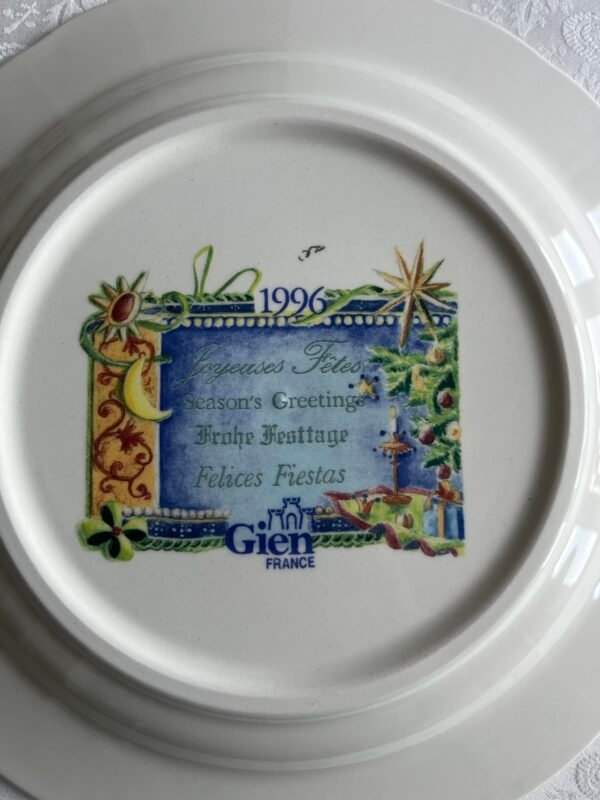 1996
Joyeuses Fêtes
Season's Greetings
Frohe Festtage
Felices Fiestas
Gien
FRANCE